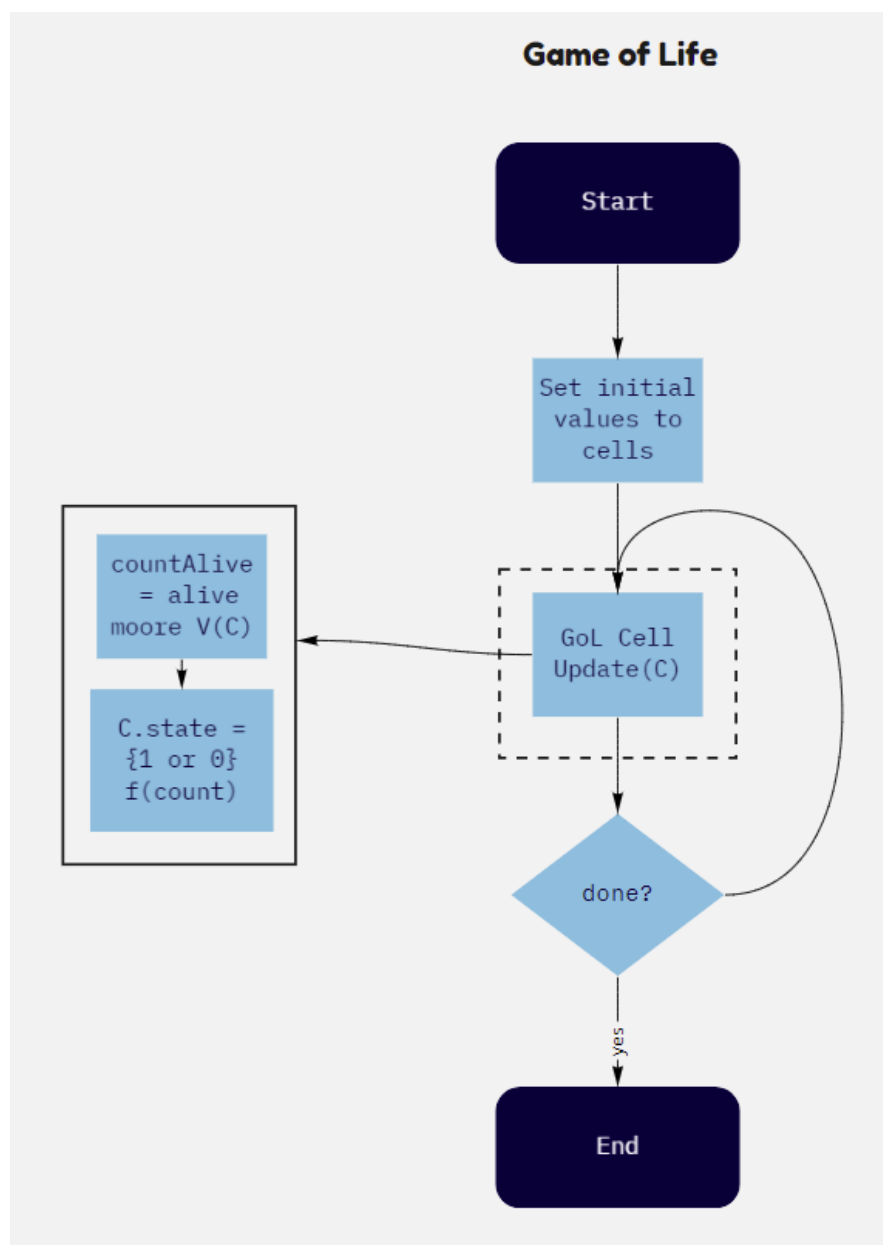 Game of Life
Start
Set initial
values to
cells
countAlive
= alive
moore V(C)
C.state =
{1 or 0}
f(count)
GoL Cell
Update(C)
done?
yes
End